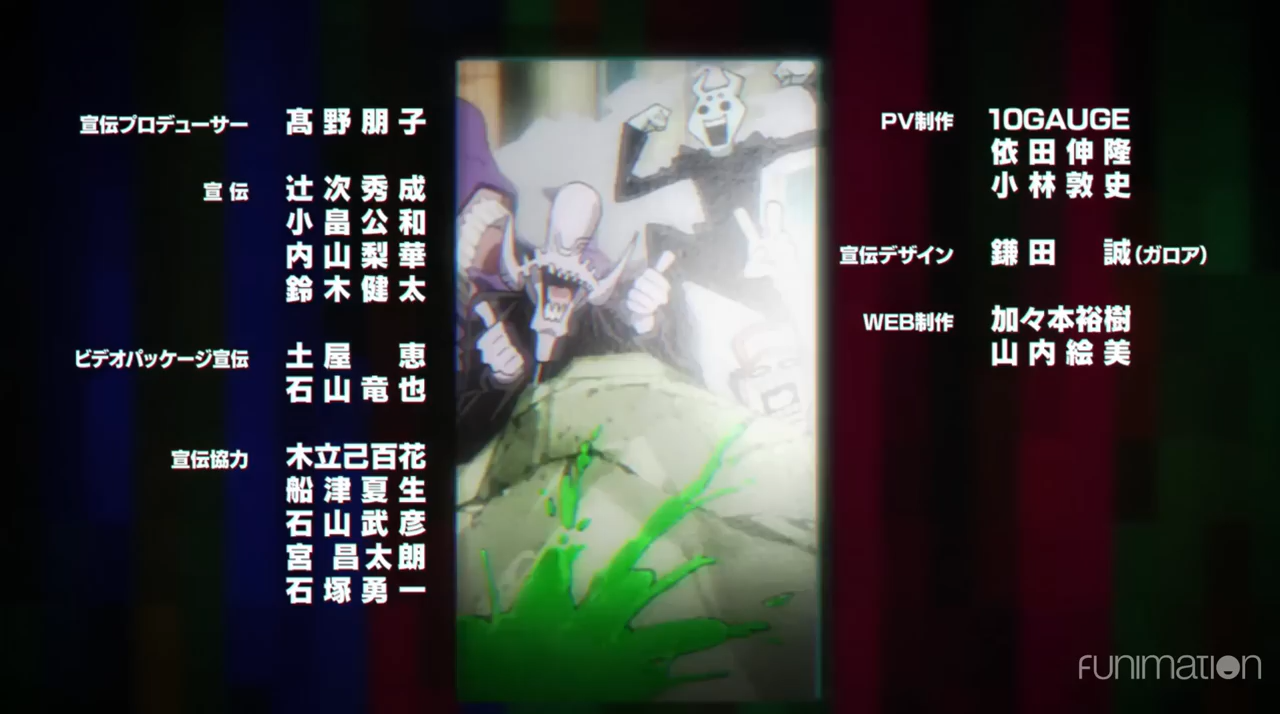 宣伝プロデューサー 髙野朋子
宣伝 辻次秀成
小畠公和
内山梨華
鈴木健太
ビデオパッケージ宣伝 土屋 恵
石山竜也
宣伝協力 木立己百花
船津夏生
石山武彦
宮 昌太朗
石塚勇一
PV制作 10GAUGE
依田伸隆
小林敦史
宣伝デザイン 鎌田 誠(ガロア)
WEB制作 加々本裕樹
山内絵美
FUNIMATION